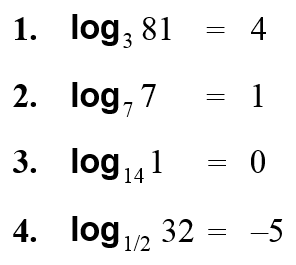 1. log₃ 81 = 4
2. log₇ 7 = 1
3. log₁₄ 1 = 0
4. log₁/₂ 32 = –5